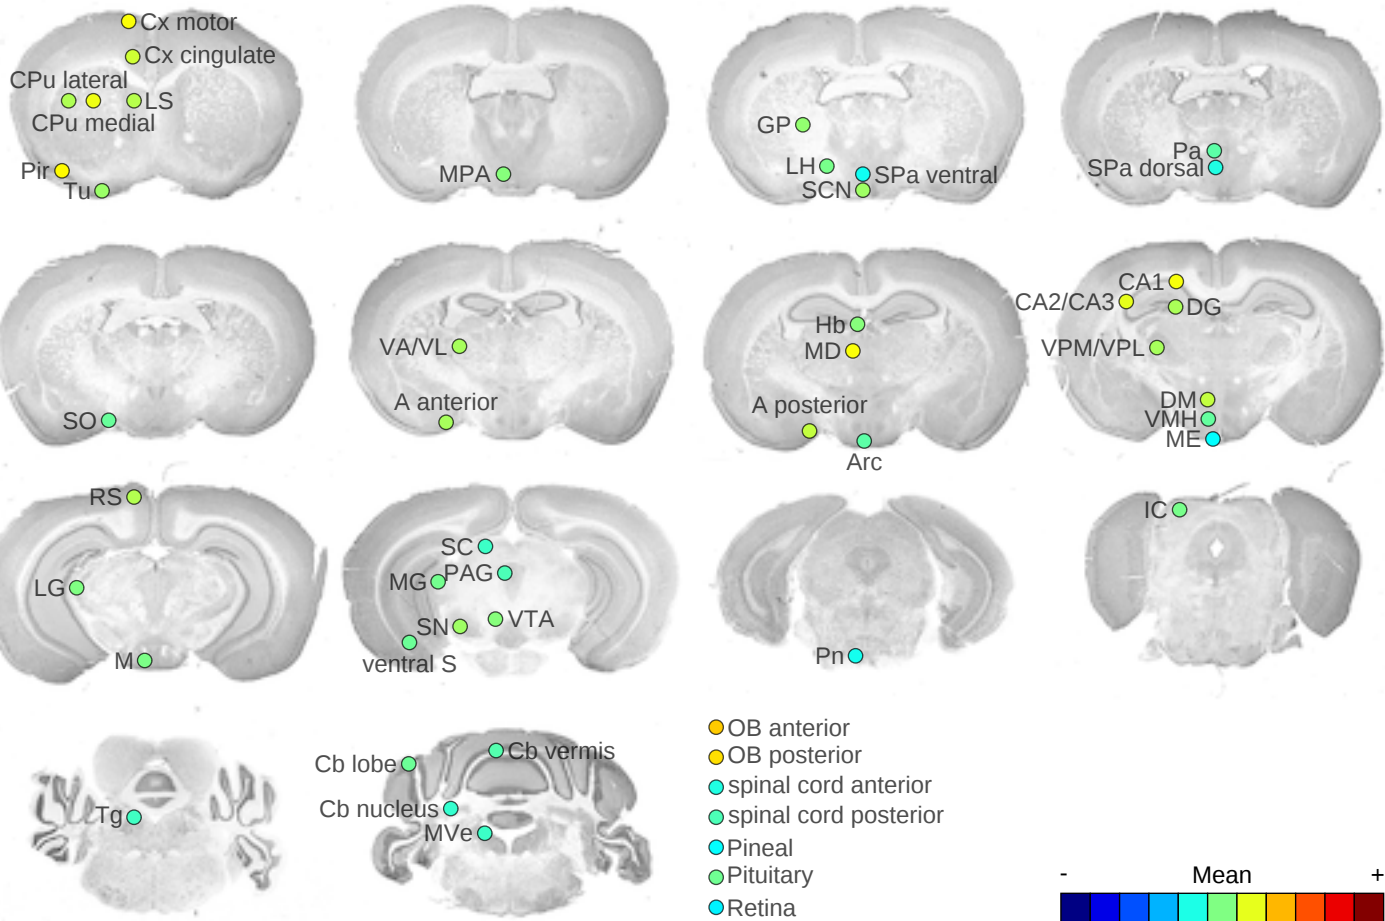 Cx motor
Cx cingulate
CPu lateral
LS
CPu medial
Pir
Tu
MPA
GP
LH
SPa ventral
SCN
Pa
SPa dorsal
SO
VA/VL
A anterior
Hb
MD
A posterior
Arc
CA1
CA2/CA3
DG
VPM/VPL
DM
VMH
ME
RS
LG
M
SC
PAG
MG
VTA
SN
ventral S
Pn
IC
Tg
Cb lobe
Cb vermis
Cb nucleus
MVe
OB anterior
OB posterior
spinal cord anterior
spinal cord posterior
Pineal
Pituitary
Retina
- Mean +